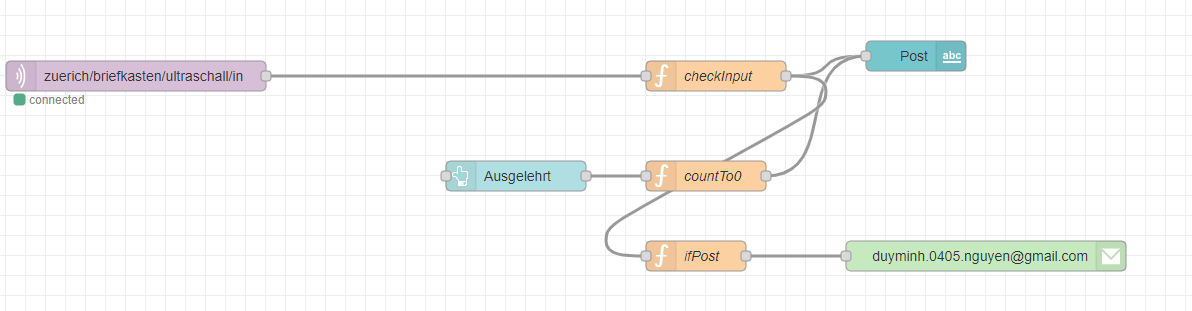 Post
abc
zuerich/briefkasten/ultraschall/in
checkInput
connected
Ausgelehrt
countTo0
ifPost
duyminh.0405.nguyen@gmail.com